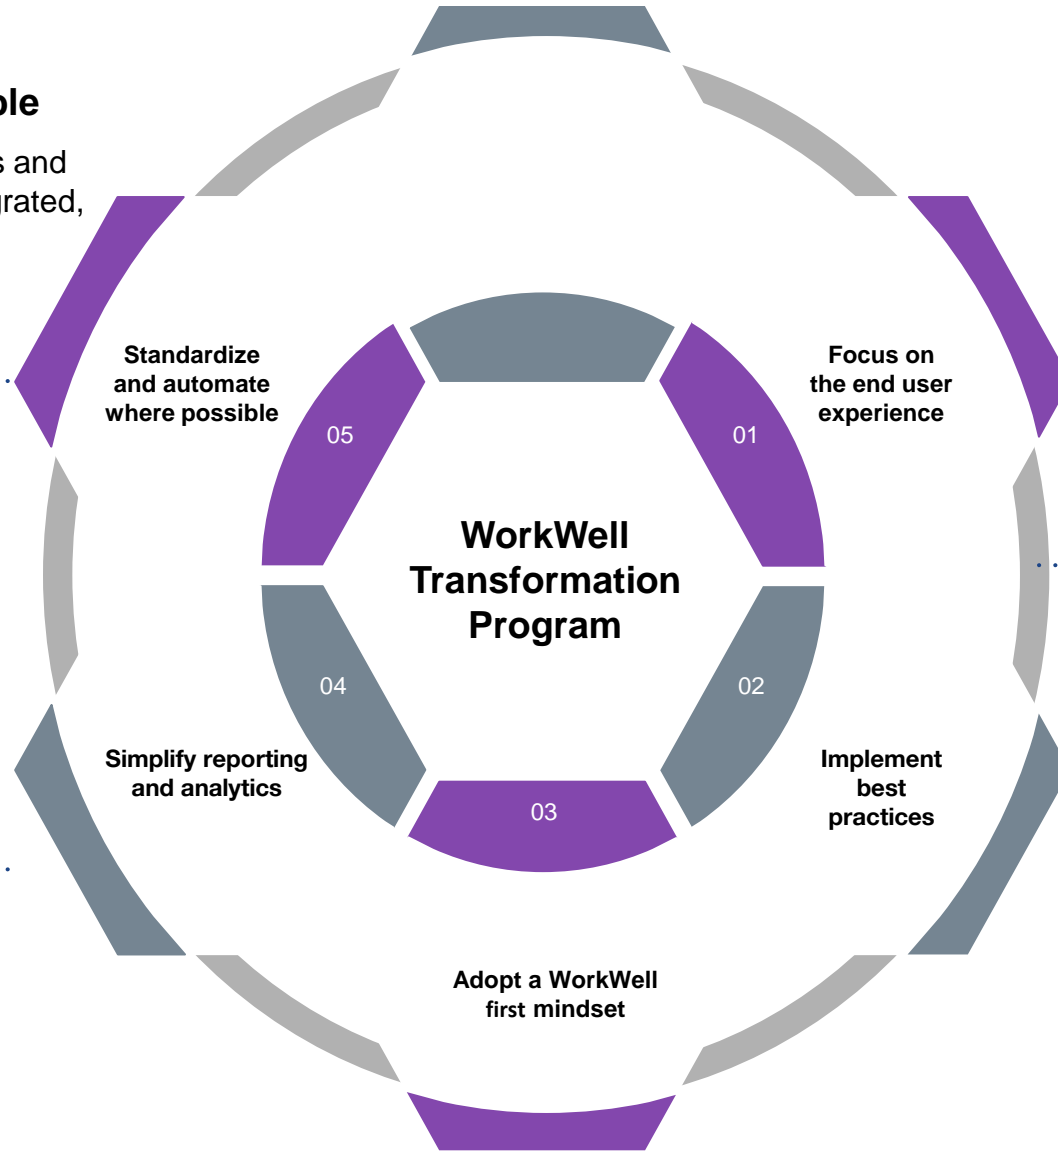 ple
s and
grated,
Standardize
and automate
where possible
Focus on
the end user
experience
05
01
WorkWell
Transformation
Program
04
02
Simplify reporting
and analytics
Implement
best
practices
03
Adopt a WorkWell
first mindset